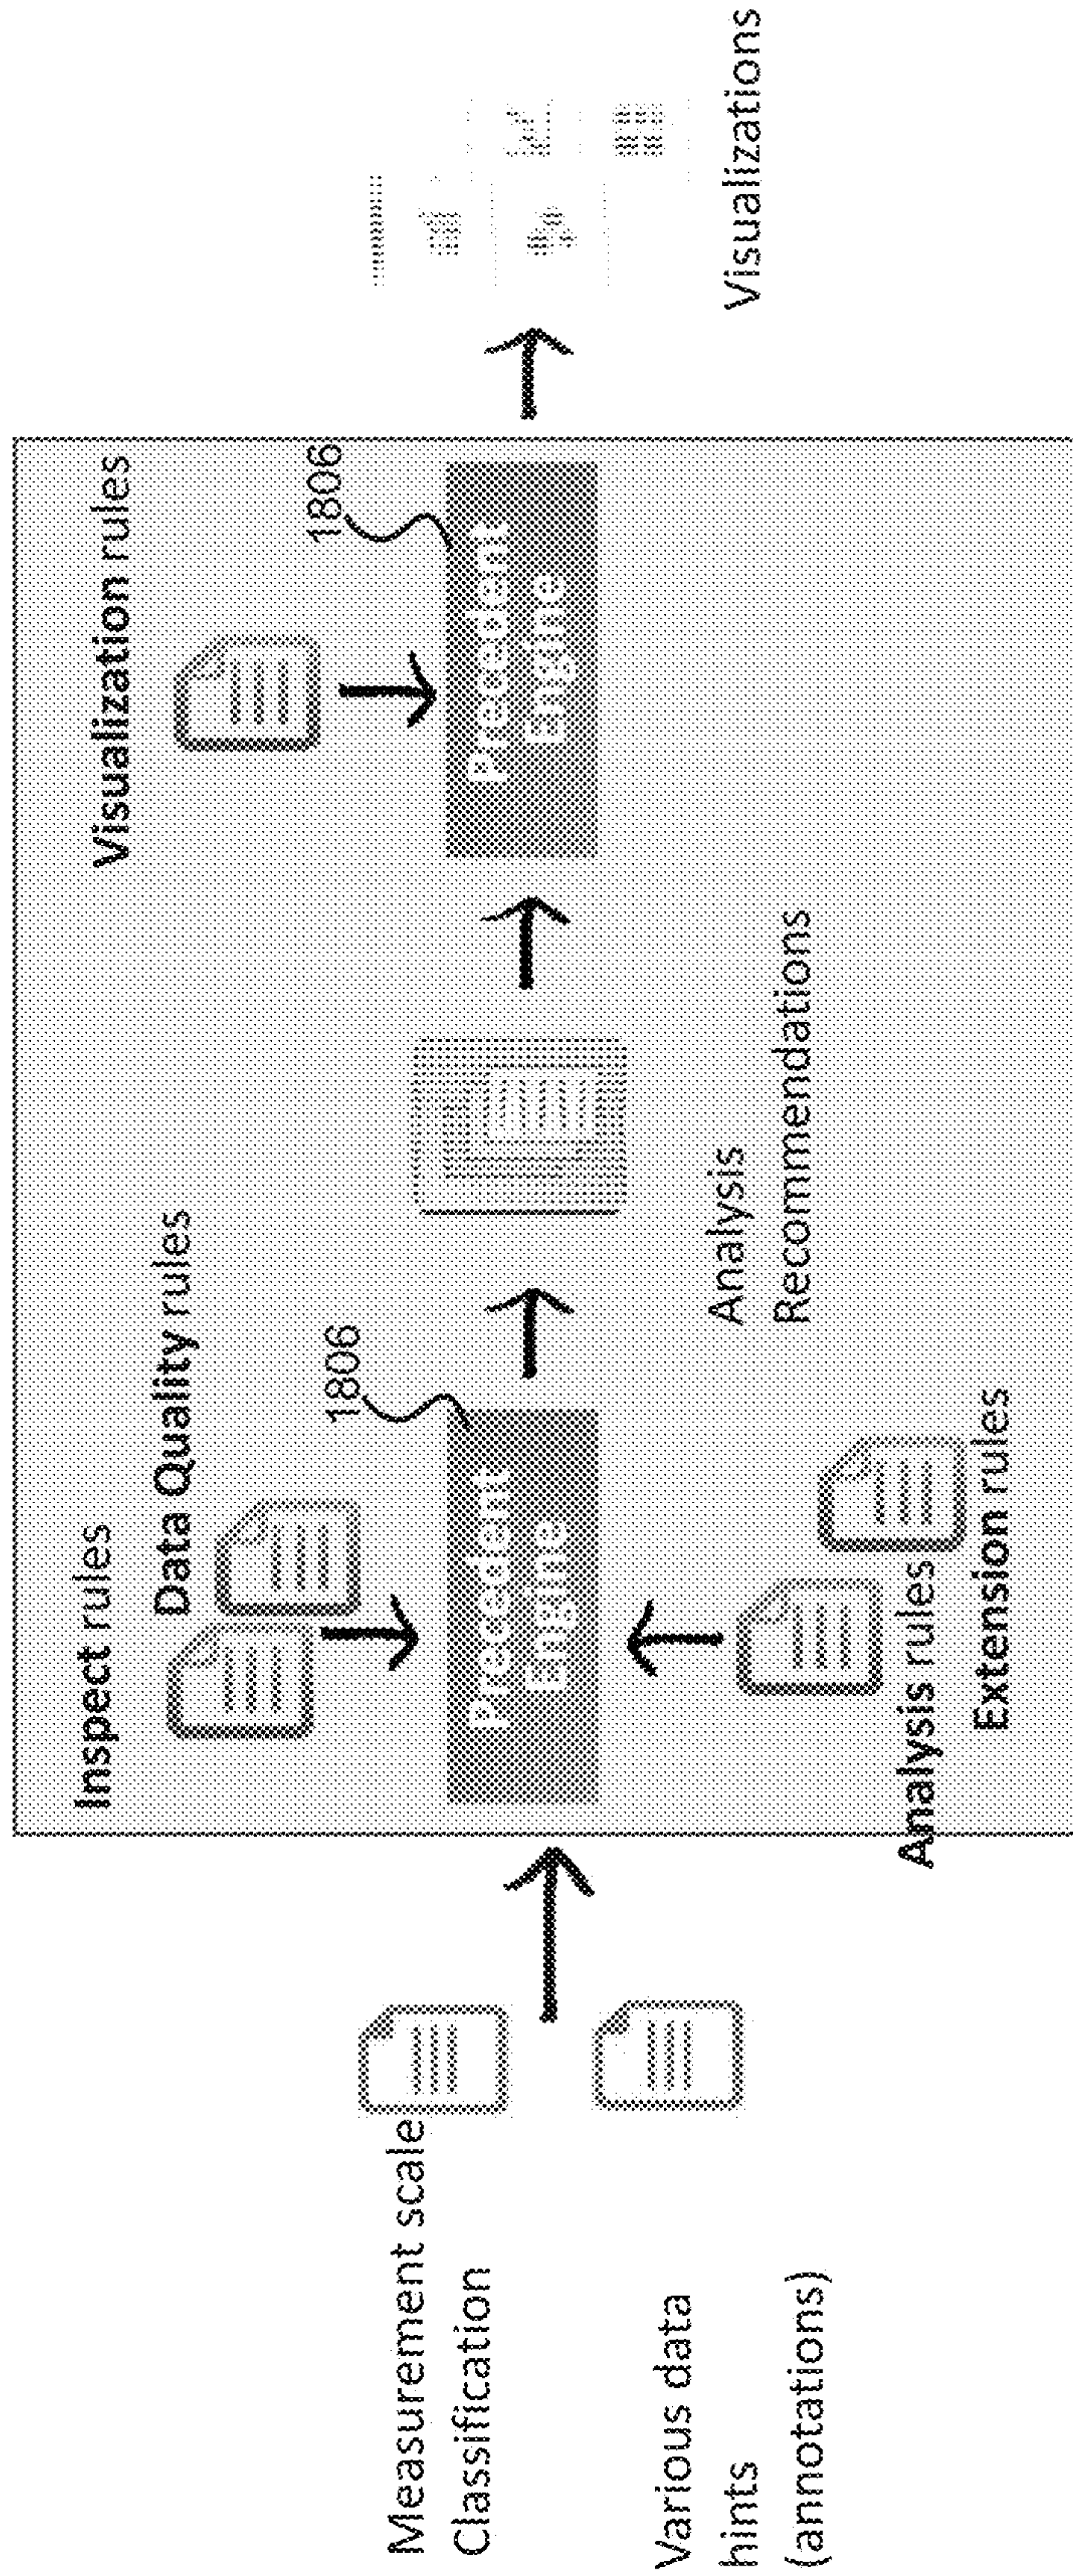 Measurement scale
Classification
Various data
hints
(annotations)
Inspect rules
Data Quality rules
1806
Precedent
Engine
Analysis rules
Extension rules
Analysis
Recommendations
Visualization rules
1806
Precedent
Engine
Visualizations